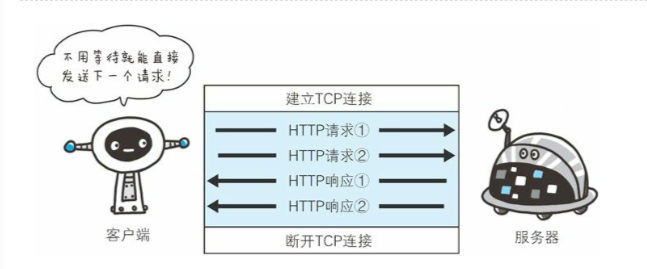 不用等待就能直接
发送下一个请求!
建立TCP连接
HTTP请求①
HTTP请求②
HTTP响应①
HTTP响应②
断开TCP连接
客户端
服务器